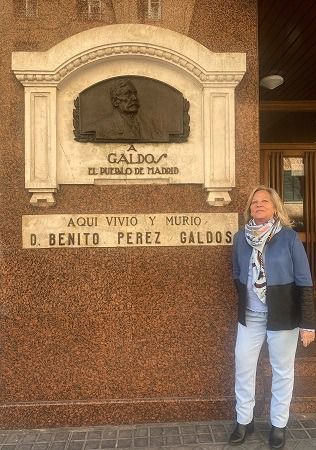 A
GALDOS
EL PUEBLO DE MADRID
AQUI VIVIO Y MURIO
D. BENITO PEREZ GALDOS